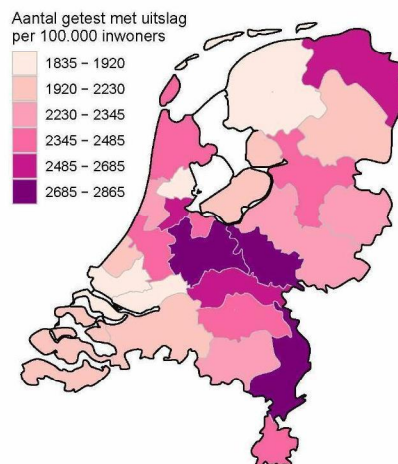 Aantal getest met uitslag
per 100.000 inwoners
1835 – 1920
1920 – 2230
2230 – 2345
2345 – 2485
2485 – 2685
2685 – 2865